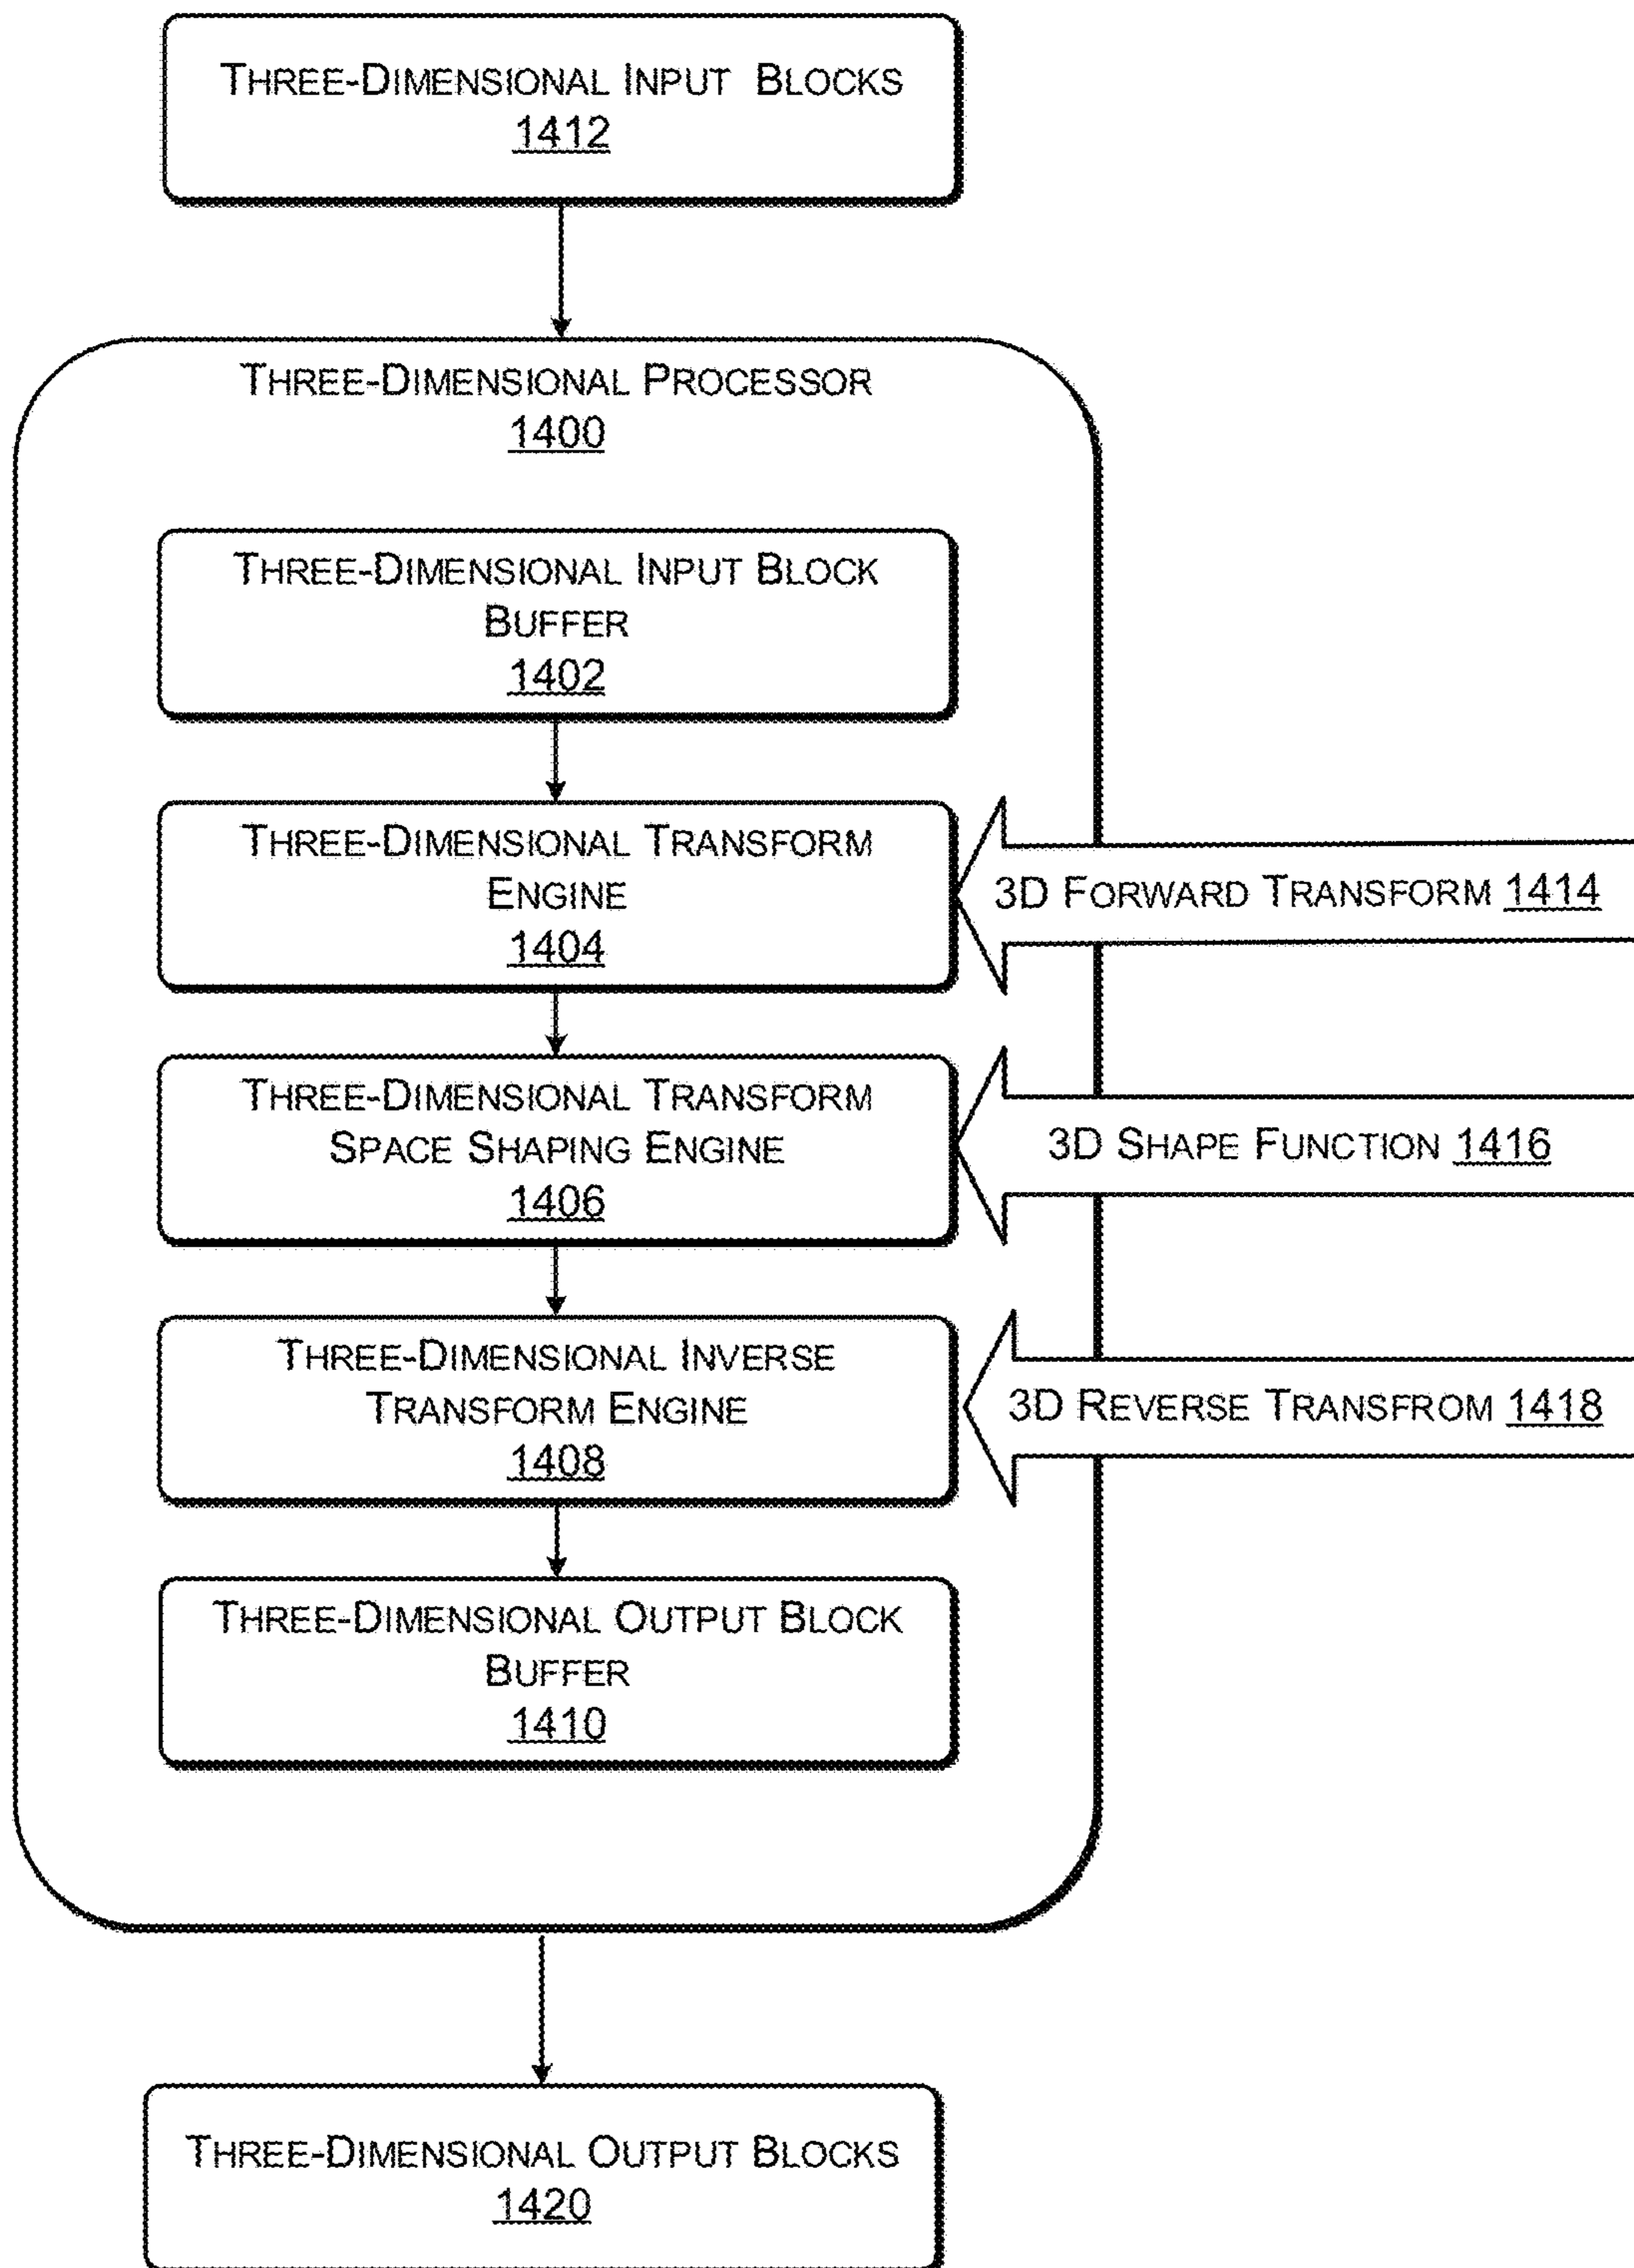 THREE-DIMENSIONAL INPUT BLOCKS
1412
THREE-DIMENSIONAL PROCESSOR
1400
THREE-DIMENSIONAL INPUT BLOCK
BUFFER
1402
THREE-DIMENSIONAL TRANSFORM
ENGINE
1404
3D FORWARD TRANSFORM 1414
THREE-DIMENSIONAL TRANSFORM
SPACE SHAPING ENGINE
1406
3D SHAPE FUNCTION 1416
THREE-DIMENSIONAL INVERSE
TRANSFORM ENGINE
1408
3D REVERSE TRANSFROM 1418
THREE-DIMENSIONAL OUTPUT BLOCK
BUFFER
1410
THREE-DIMENSIONAL OUTPUT BLOCKS
1420